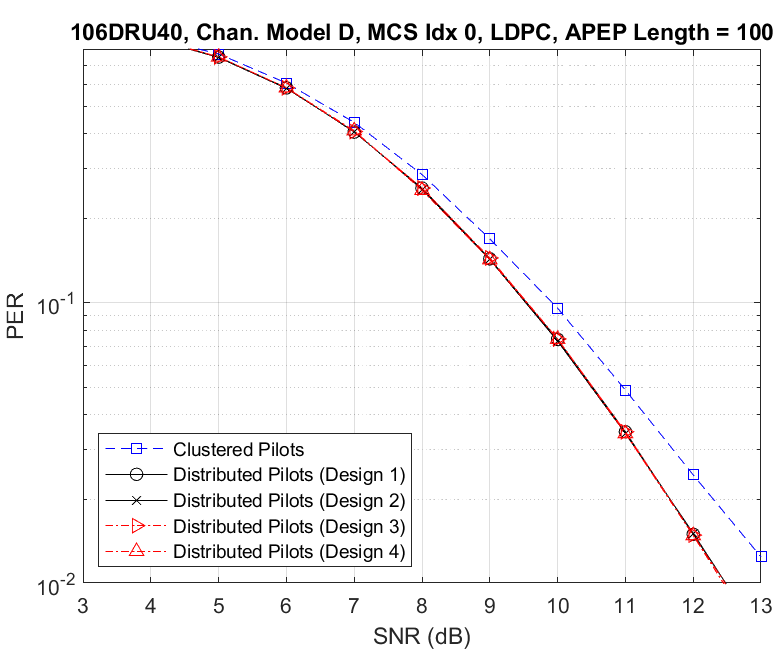 106DRU40, Chan. Model D, MCS Idx 0, LDPC, APEP Length = 100
PER
10-1
10-2
Clustered Pilots
Distributed Pilots (Design 1)
Distributed Pilots (Design 2)
Distributed Pilots (Design 3)
Distributed Pilots (Design 4)
3 4 5 6 7 8 9 10 11 12 13
SNR (dB)